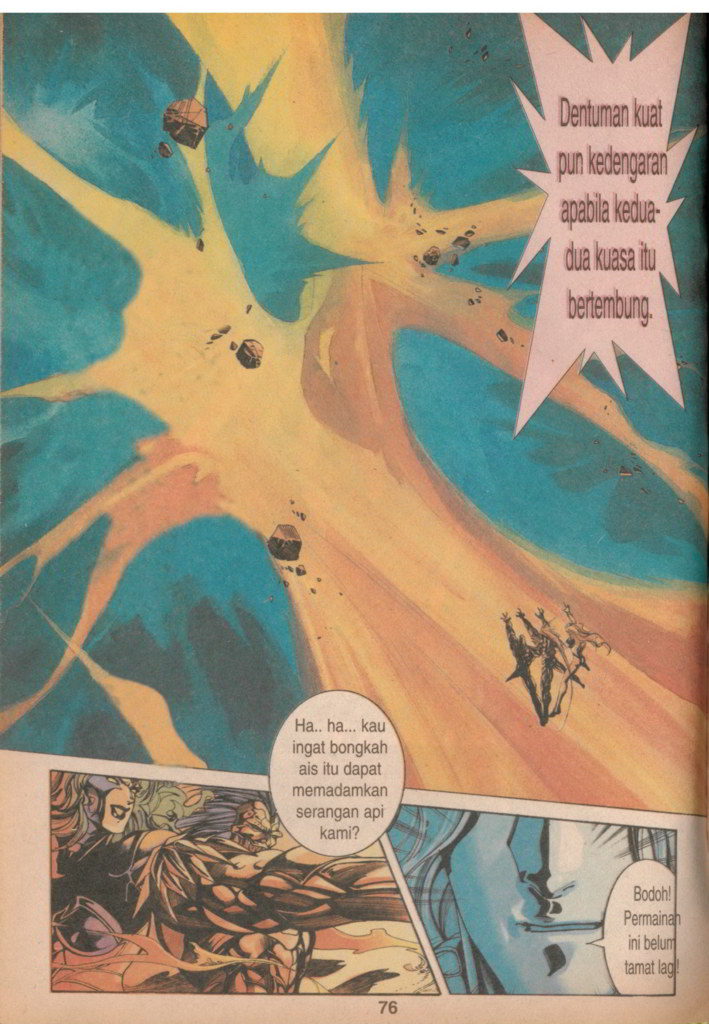 Dentuman kuat
pun kedengaran
apabila kedua-
dua kuasa itu
bertembung.
Ha.. ha... kau
ingat bongkah
ais itu dapat
memadamkan
serangan api
kami?
Bodoh!
Permainan
ini belum
tamat lagi!
76